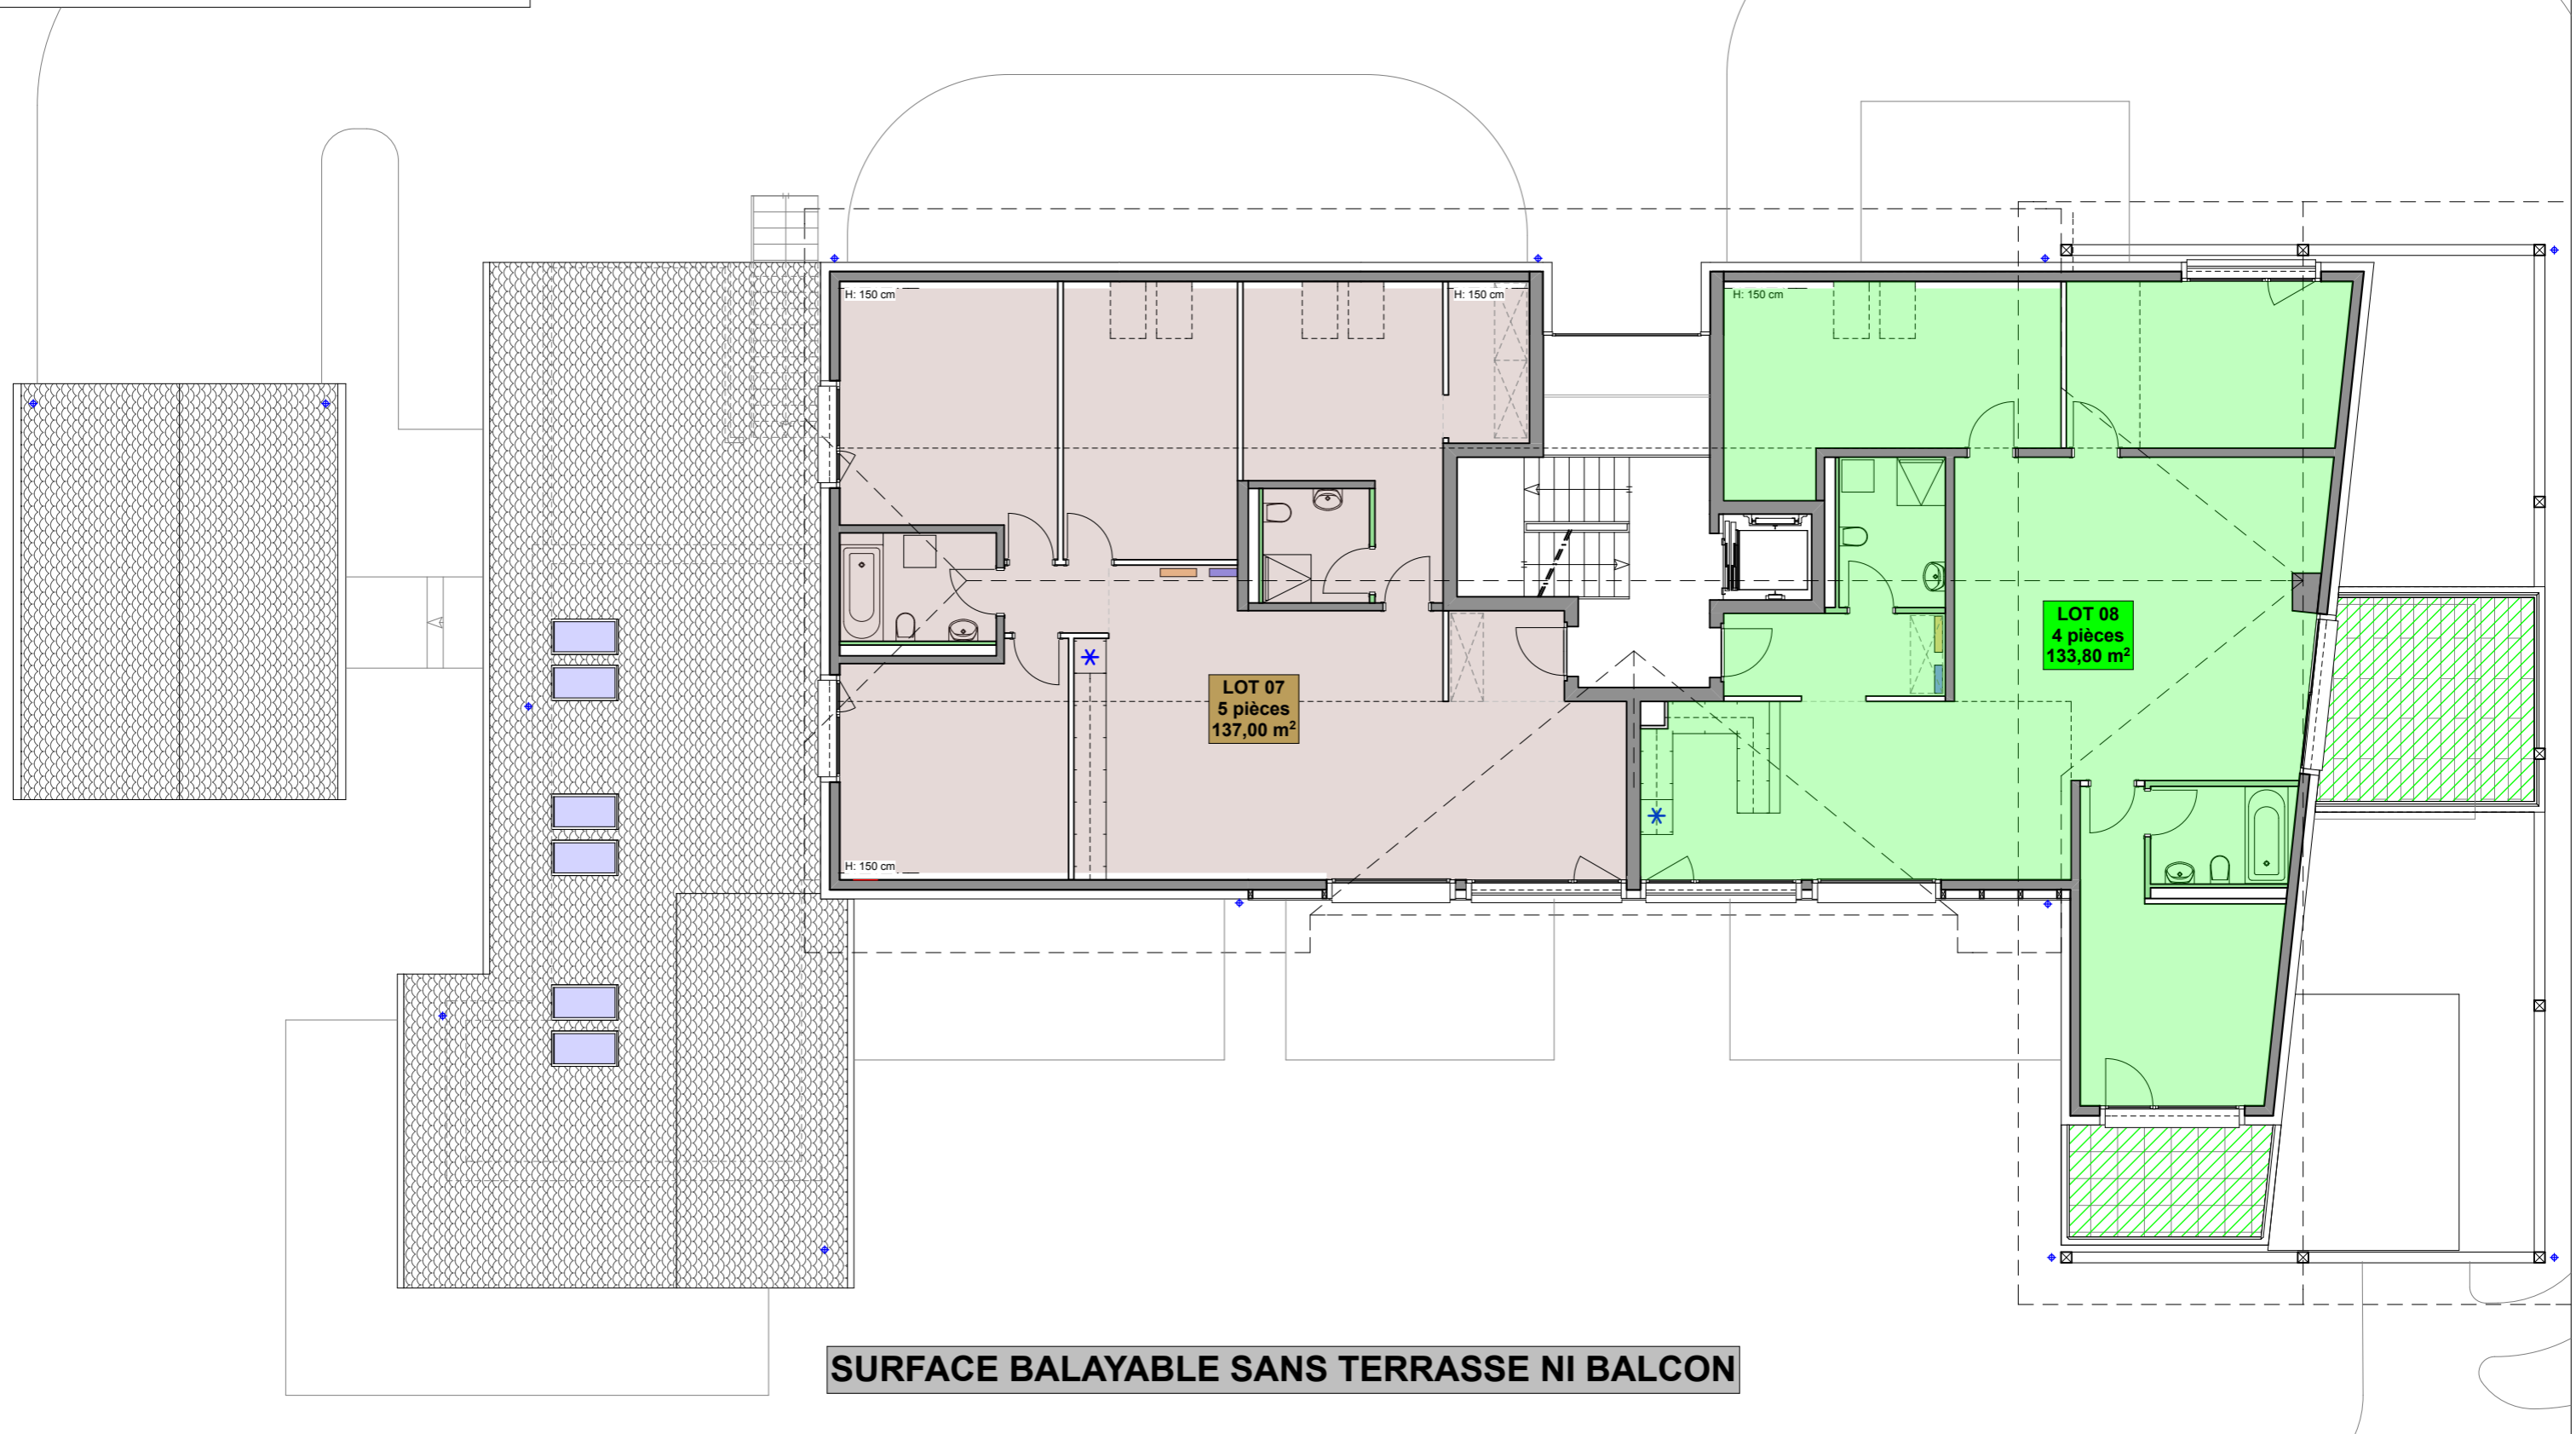 H: 150 cm
H: 150 cm
H: 150 cm
LOT 08
4 pièces
133,80 m²
LOT 07
5 pièces
137,00 m²
H: 150 cm
SURFACE BALAYABLE SANS TERRASSE NI BALCON